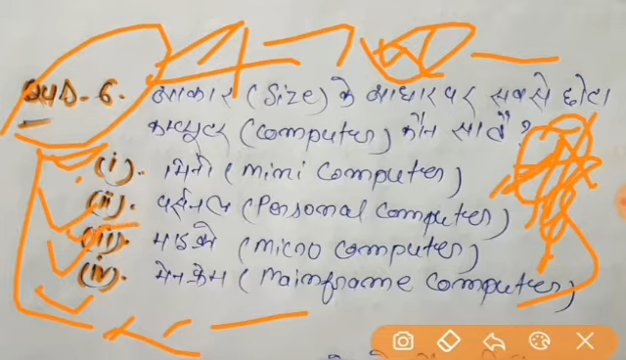 प्रश्न-6. आकार (Size) के आधार पर सबसे छोटा
कम्प्यूटर (Computer) कौन सा है?
(i). मिनी (Mini Computer)
(ii). पर्सनल (Personal Computer)
(iii). माइक्रो (Micro Computer)
(iv). मेनफ्रेम (Mainframe Computer)